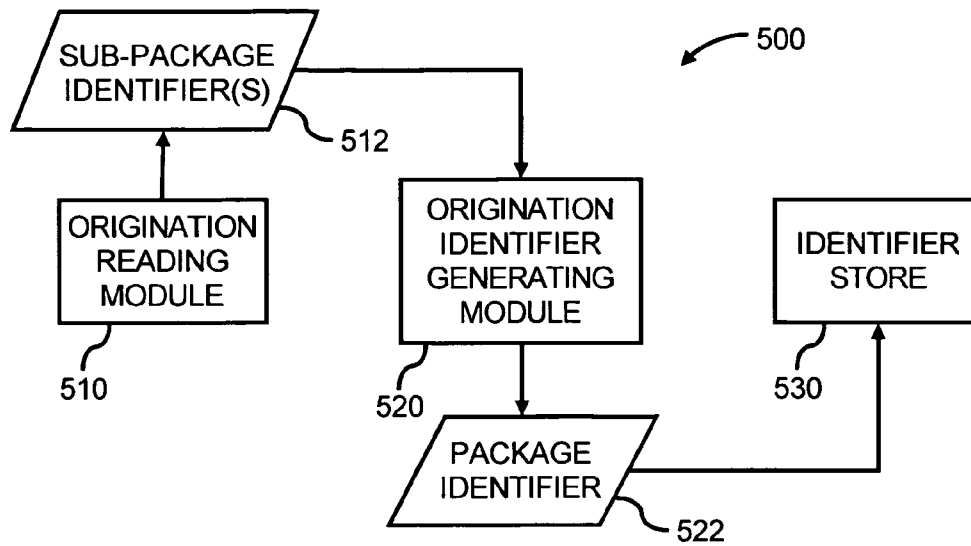 SUB-PACKAGE
IDENTIFIER(S)
512
500
ORIGINATION
READING
MODULE
510
ORIGINATION
IDENTIFIER
GENERATING
MODULE
520
IDENTIFIER
STORE
530
PACKAGE
IDENTIFIER
522